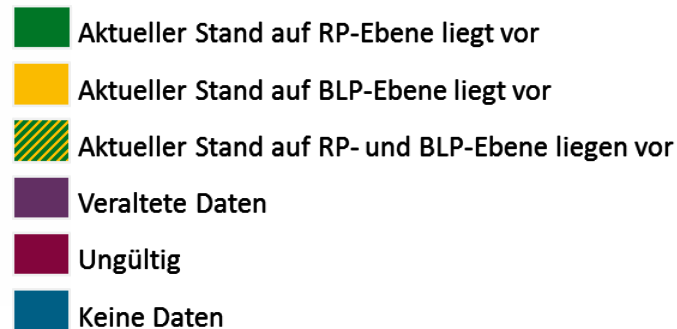 Aktueller Stand auf RP-Ebene liegt vor
Aktueller Stand auf BLP-Ebene liegt vor
Aktueller Stand auf RP- und BLP-Ebene liegen vor
Veraltete Daten
Ungültig
Keine Daten